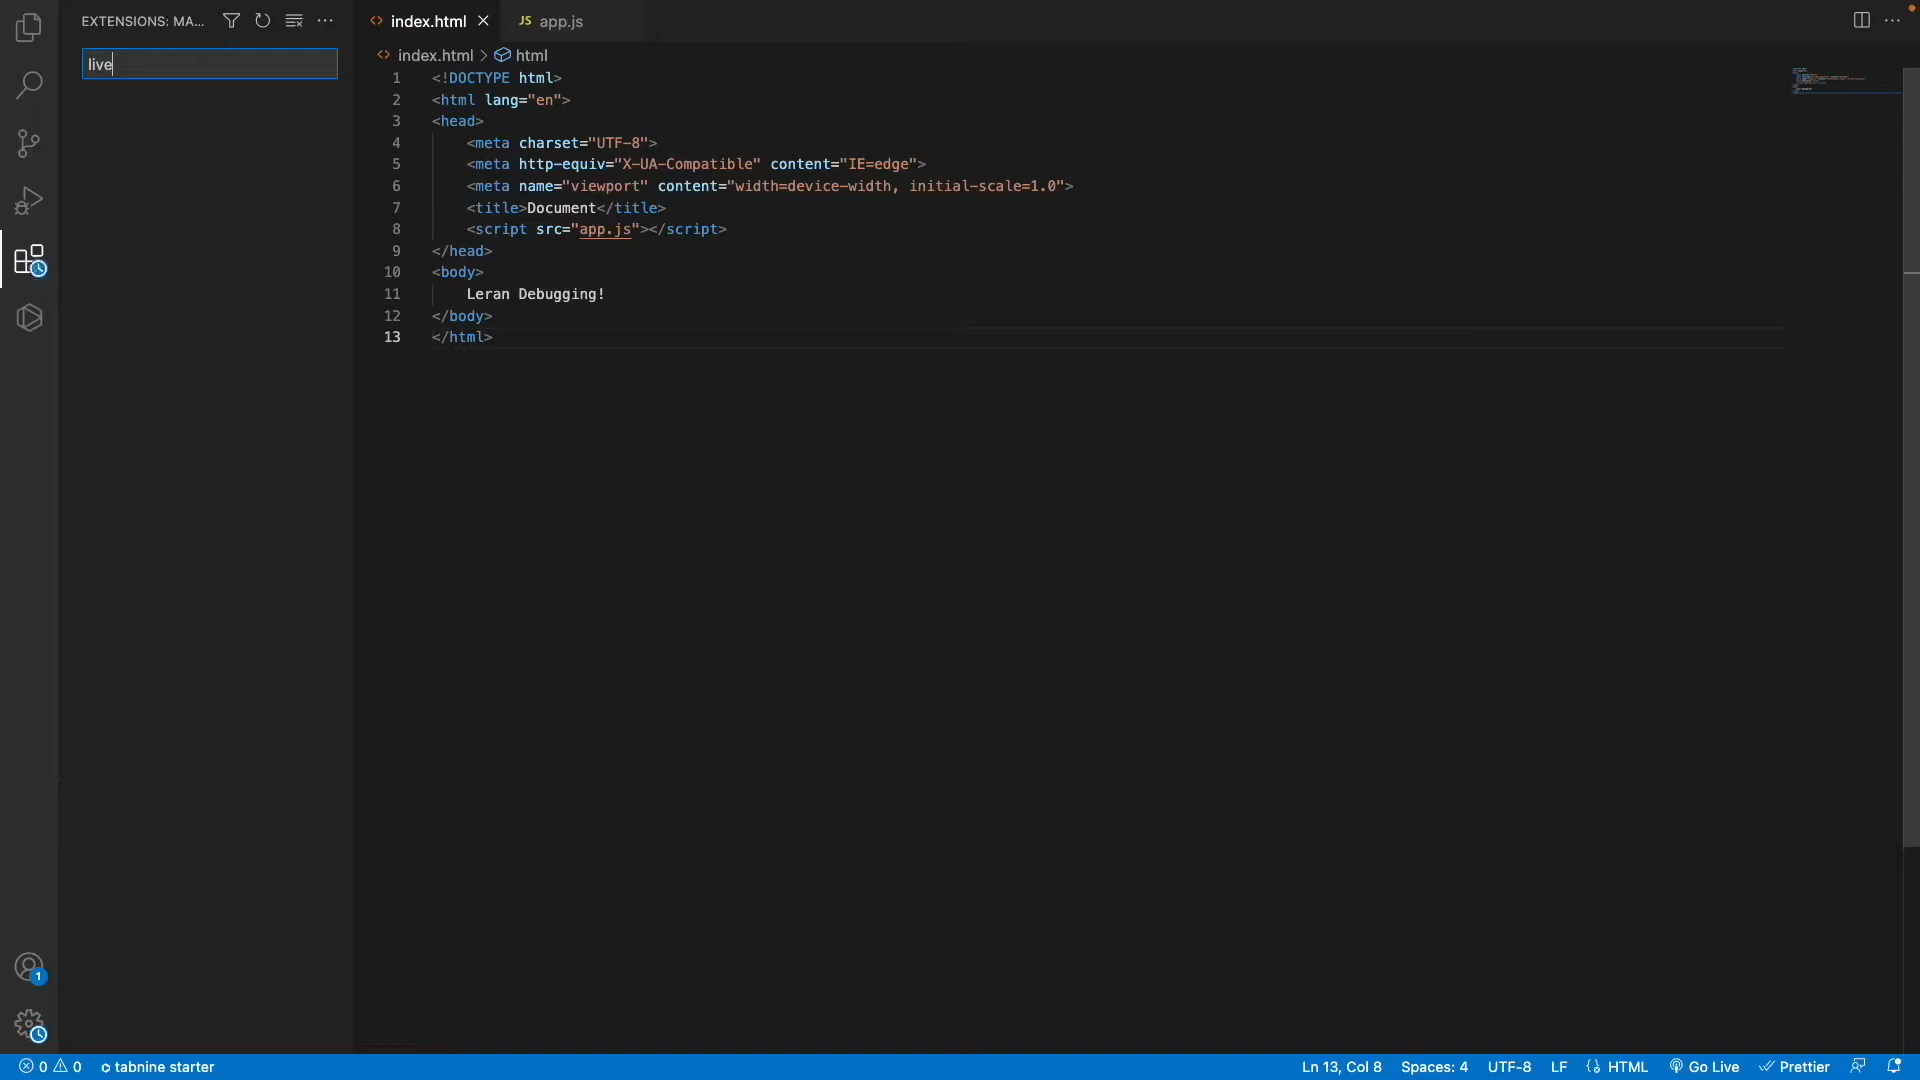 EXTENSIONS: MA...
live
index.html
JS app.js
index.html > html
1 <!DOCTYPE html>
2 <html lang="en">
3 <head>
4 <meta charset="UTF-8">
5 <meta http-equiv="X-UA-Compatible" content="IE=edge">
6 <meta name="viewport" content="width=device-width, initial-scale=1.0">
7 <title>Document</title>
8 <script src="app.js"></script>
9 </head>
10 <body>
11 Leran Debugging!
12 </body>
13 </html>
1
0 0 tabnine starter Ln 13, Col 8 Spaces: 4 UTF-8 LF HTML Go Live Prettier